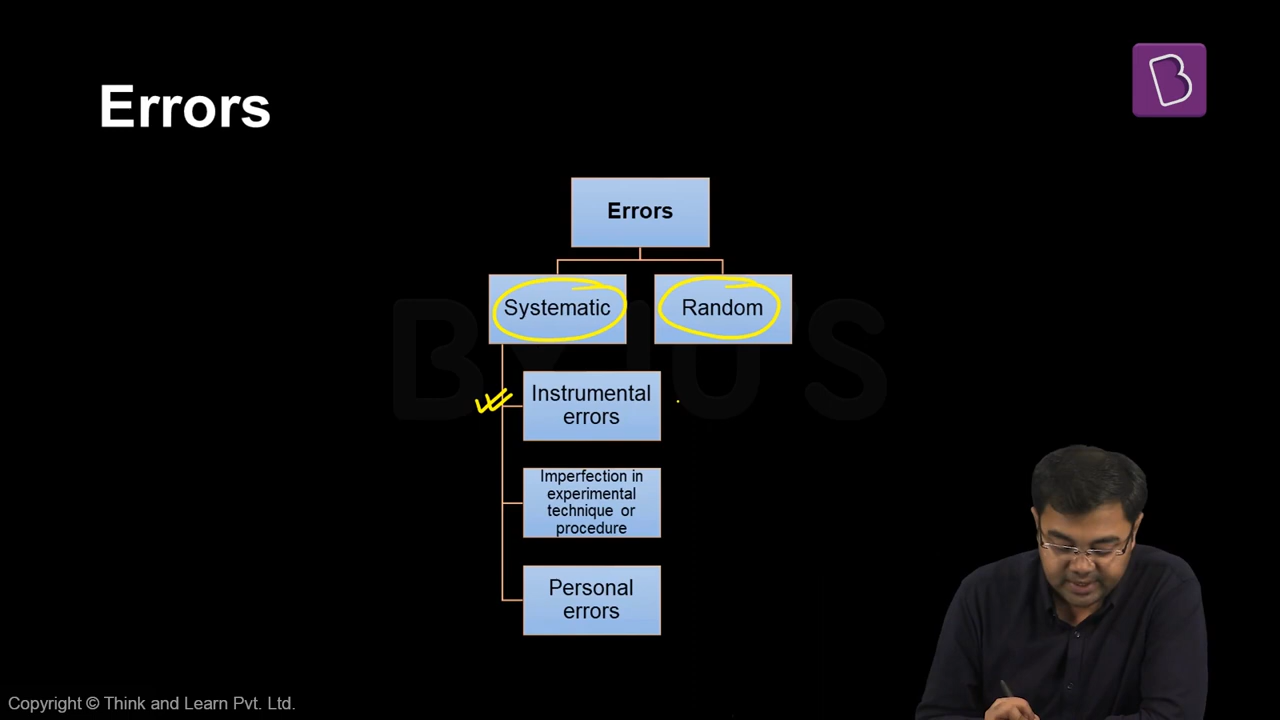 Errors
Errors
Systematic
Random
Instrumental
errors
Imperfection in
experimental
technique or
procedure
Personal
errors
BYJU'S
Copyright © Think and Learn Pvt. Ltd.